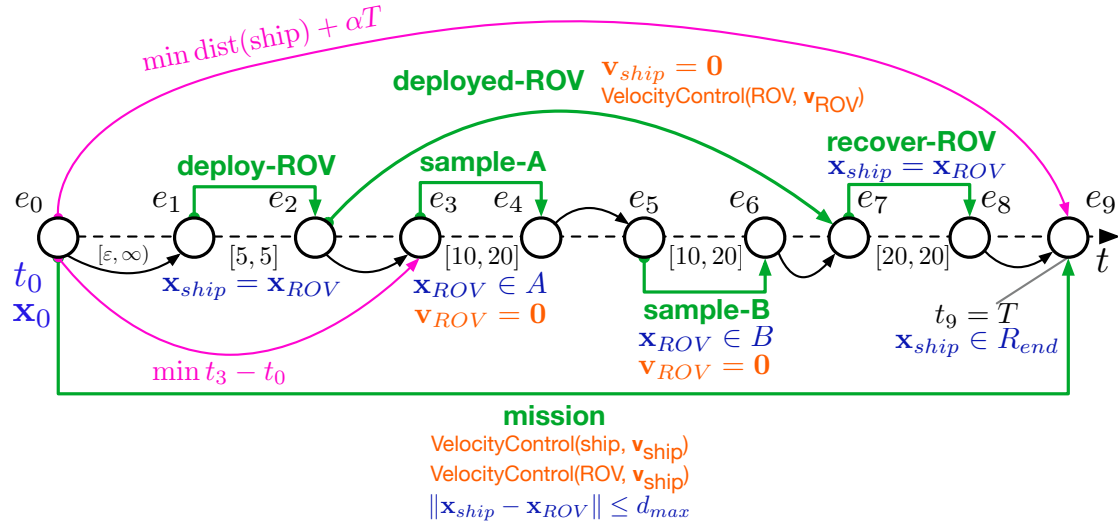 min dist(ship) + αT
deployed-ROV
v_ship = 0
VelocityControl(ROV, v_ROV)
deploy-ROV
sample-A
recover-ROV
x_ship = x_ROV
e_0 e_1 e_2 e_3 e_4 e_5 e_6 e_7 e_8 e_9
[ε, ∞) [5, 5] [10, 20] [10, 20] [20, 20] t
t_0
x_0
x_ship = x_ROV
x_ROV ∈ A
v_ROV = 0
sample-B
x_ROV ∈ B
v_ROV = 0
t_9 = T
x_ship ∈ R_end
min t_3 − t_0
mission
VelocityControl(ship, v_ship)
VelocityControl(ROV, v_ship)
‖x_ship − x_ROV‖ ≤ d_max